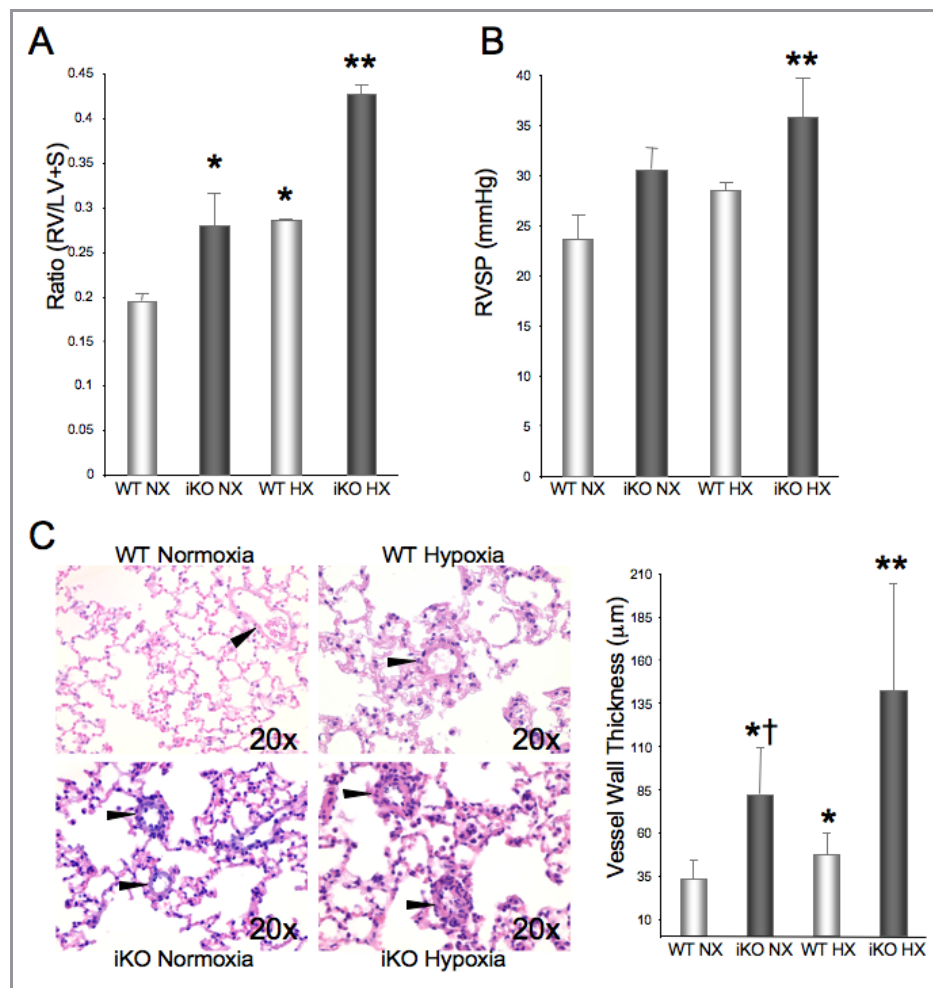 A
Ratio (RV/LV+S)
0.45
0.4
0.35
0.3
0.25
0.2
0.15
0.1
0.05
0
*
*
**
WT NX iKO NX WT HX iKO HX
B
RVSP (mmHg)
40
35
30
25
20
15
10
5
0
**
WT NX iKO NX WT HX iKO HX
C
WT Normoxia
WT Hypoxia
20x
20x
20x
20x
iKO Normoxia
iKO Hypoxia
Vessel Wall Thickness (μm)
210
185
160
135
110
85
60
35
10
*†
*
**
WT NX iKO NX WT HX iKO HX